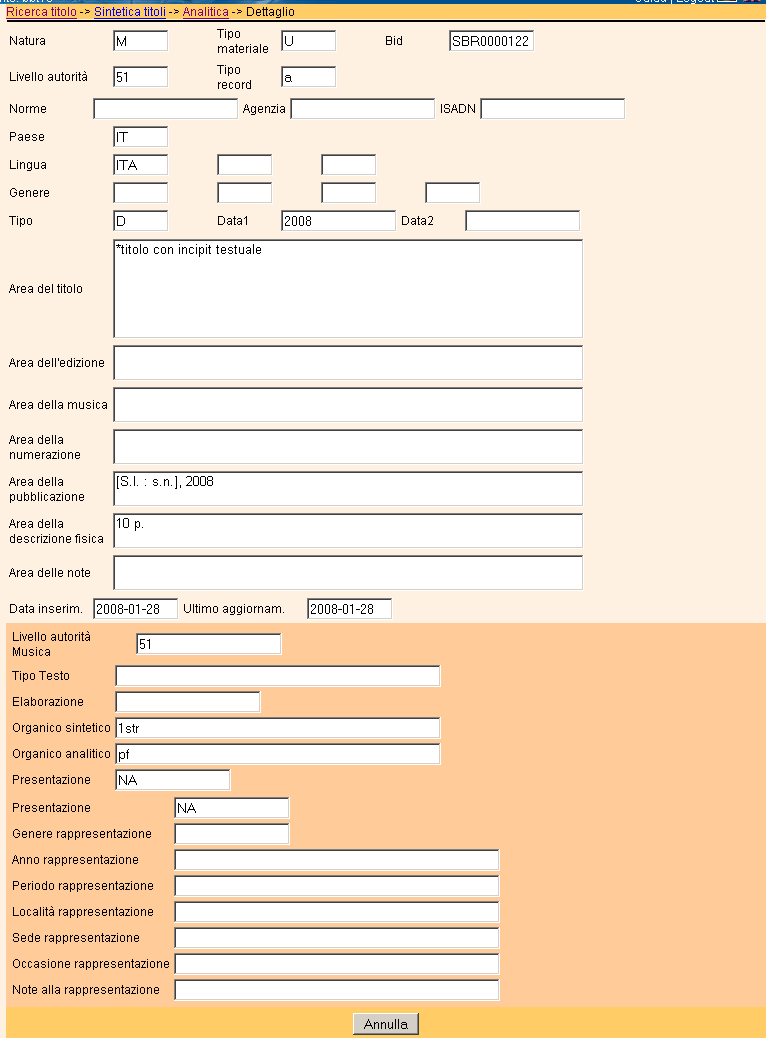 Ricerca titolo -> Sintetica titoli -> Analitica -> Dettaglio
Natura M Tipo materiale U Bid SBR0000122
Livello autorità 51 Tipo record a
Norme Agenzia ISADN
Paese IT
Lingua ITA
Genere
Tipo D Data1 2008 Data2
Area del titolo *titolo con incipit testuale
Area dell'edizione
Area della musica
Area della numerazione
Area della pubblicazione [S.l. : s.n.], 2008
Area della descrizione fisica 10 p.
Area delle note
Data inserim. 2008-01-28 Ultimo aggiornam. 2008-01-28
Livello autorità Musica 51
Tipo Testo
Elaborazione
Organico sintetico 1str
Organico analitico pf
Presentazione NA
Presentazione NA
Genere rappresentazione
Anno rappresentazione
Periodo rappresentazione
Località rappresentazione
Sede rappresentazione
Occasione rappresentazione
Note alla rappresentazione
Annulla